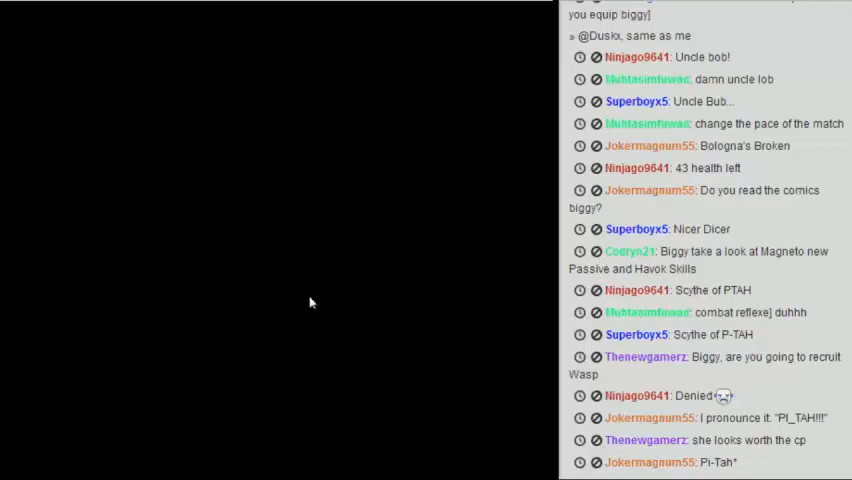 you equip biggy]
» @Duskx, same as me
Ninjago9641: Uncle bob!
Muhtasimfuwad: damn uncle lob
Superboyx5: Uncle Bub...
Muhtasimfuwad: change the pace of the match
Jokermagnum55: Bologna's Broken
Ninjago9641: 43 health left
Jokermagnum55: Do you read the comics
biggy?
Superboyx5: Nicer Dicer
Codryn21: Biggy take a look at Magneto new
Passive and Havok Skills
Ninjago9641: Scythe of PTAH
Muhtasimfuwad: combat reflexe] duhhh
Superboyx5: Scythe of P-TAH
Thenewgamerz: Biggy, are you going to recruit
Wasp
Ninjago9641: Denied
Jokermagnum55: I pronounce it: "PI_TAH!!!"
Thenewgamerz: she looks worth the cp
Jokermagnum55: Pi-Tah*